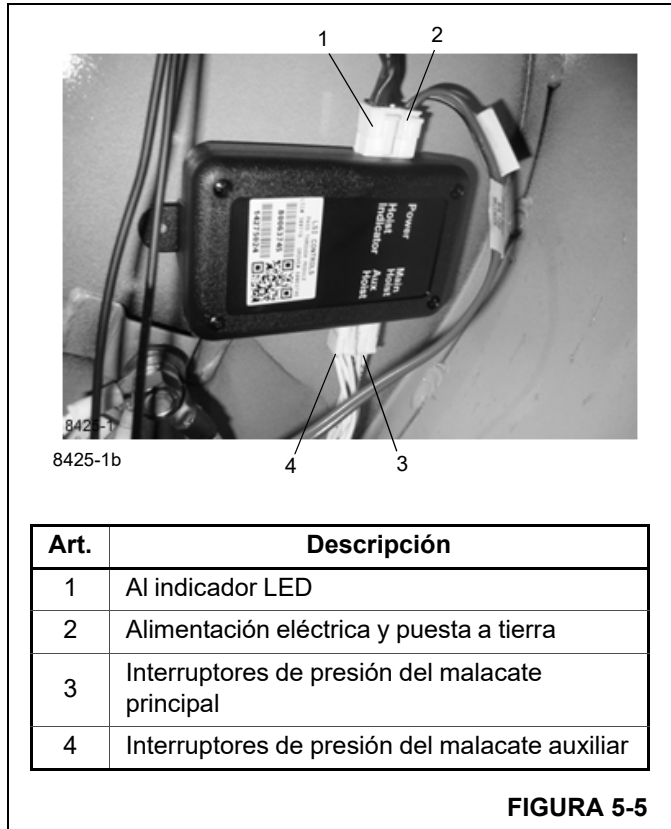 1
2
Power
Hoist
Indicator
Main
Hoist
Aux
Hoist
LSI CONTROLS
8425-1
8425-1b
4
3
Art.
Descripción
1
Al indicador LED
2
Alimentación eléctrica y puesta a tierra
3
Interruptores de presión del malacate
principal
4
Interruptores de presión del malacate auxiliar
FIGURA 5-5